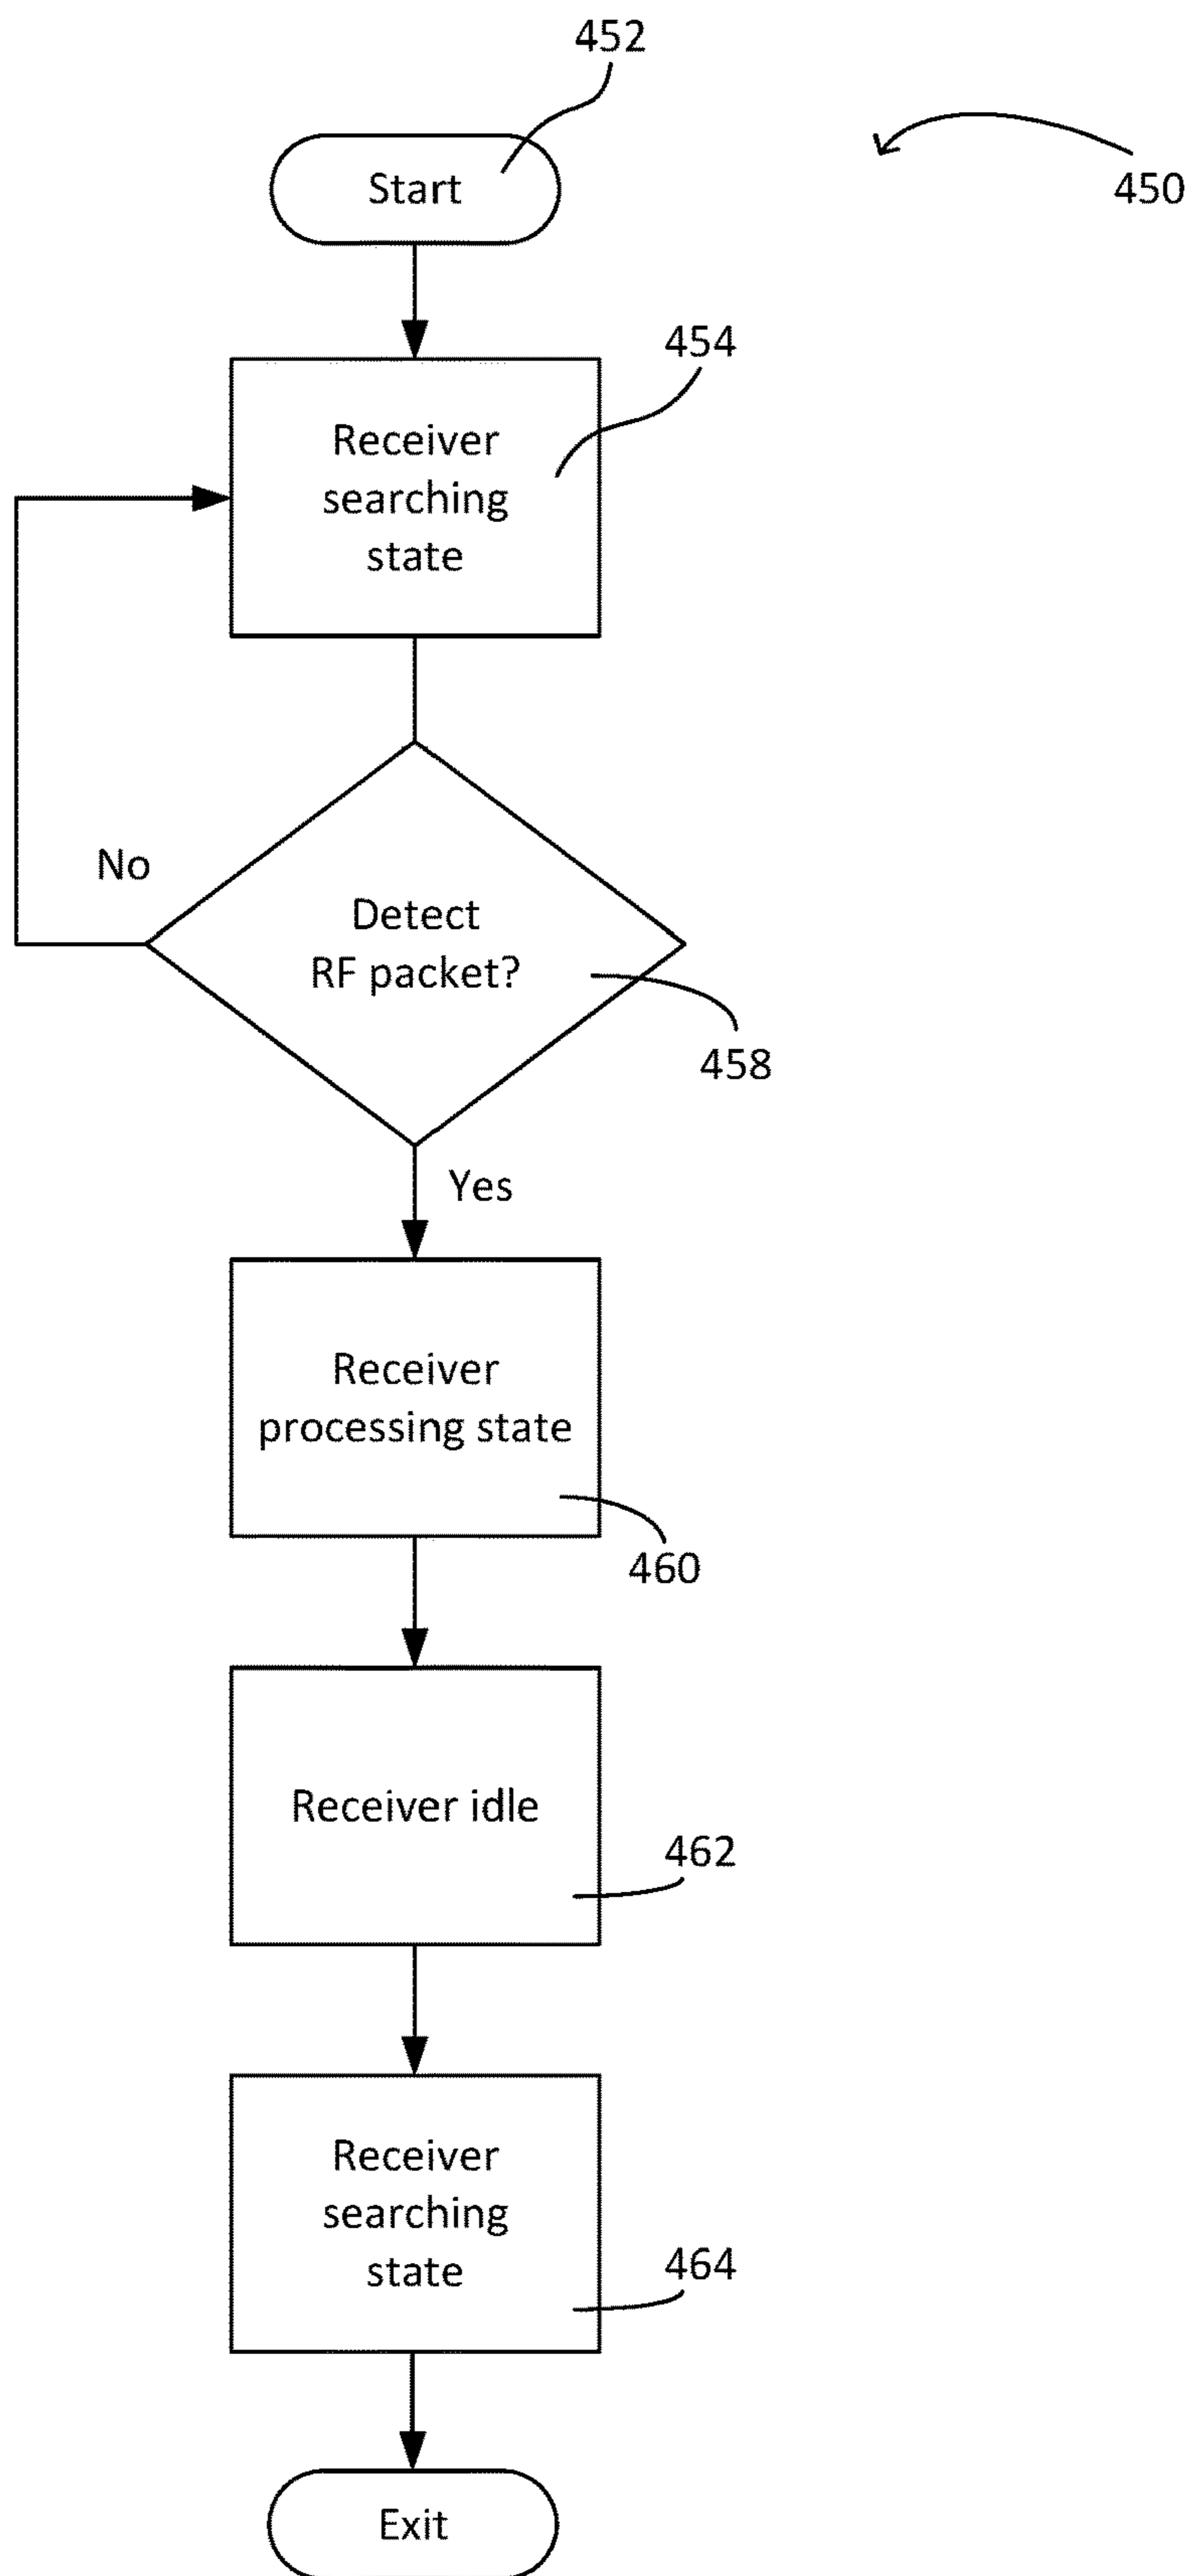 452
Start
450
454
Receiver
searching
state
No
Detect
RF packet?
458
Yes
Receiver
processing state
460
Receiver idle
462
Receiver
searching
state
464
Exit